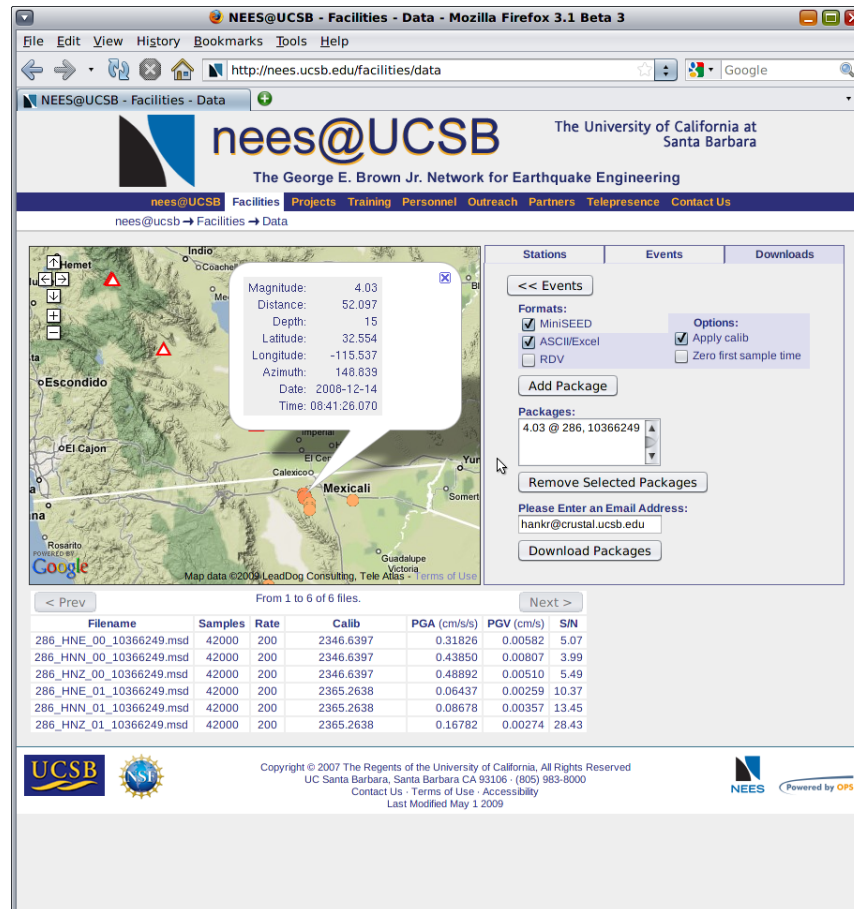 NEES@UCSB - Facilities - Data - Mozilla Firefox 3.1 Beta 3
File Edit View History Bookmarks Tools Help
http://nees.ucsb.edu/facilities/data
Google
NEES@UCSB - Facilities - Data
nees@UCSB
The University of California at
Santa Barbara
The George E. Brown Jr. Network for Earthquake Engineering
nees@UCSB Facilities Projects Training Personnel Outreach Partners Telepresence Contact Us
nees@ucsb → Facilities → Data
Indio
Hemet
Coachel
Me
Escondido
El Cajon
Imperial
El Cen
Calexico
Mexicali
Yur
Somert
Rosarito
Guadalupe
Victoria
POWERED BY
Google
Map data ©2009 LeadDog Consulting, Tele Atlas - Terms of Use
Magnitude: 4.03
Distance: 52.097
Depth: 15
Latitude: 32.554
Longitude: -115.537
Azimuth: 148.839
Date: 2008-12-14
Time: 08:41:26.070
Stations Events Downloads
<< Events
Formats:
MiniSEED
ASCII/Excel
RDV
Options:
Apply calib
Zero first sample time
Add Package
Packages:
4.03 @ 286, 10366249
Remove Selected Packages
Please Enter an Email Address:
hankr@crustal.ucsb.edu
Download Packages
< Prev From 1 to 6 of 6 files. Next >
Filename Samples Rate Calib PGA (cm/s/s) PGV (cm/s) S/N
286_HNE_00_10366249.msd 42000 200 2346.6397 0.31826 0.00582 5.07
286_HNN_00_10366249.msd 42000 200 2346.6397 0.43850 0.00807 3.99
286_HNZ_00_10366249.msd 42000 200 2346.6397 0.48892 0.00510 5.49
286_HNE_01_10366249.msd 42000 200 2365.2638 0.06437 0.00259 10.37
286_HNN_01_10366249.msd 42000 200 2365.2638 0.08678 0.00357 13.45
286_HNZ_01_10366249.msd 42000 200 2365.2638 0.16782 0.00274 28.43
UCSB
NSF
Copyright © 2007 The Regents of the University of California, All Rights Reserved
UC Santa Barbara, Santa Barbara CA 93106 · (805) 983-8000
Contact Us · Terms of Use · Accessibility
Last Modified May 1 2009
NEES
Powered by OPS